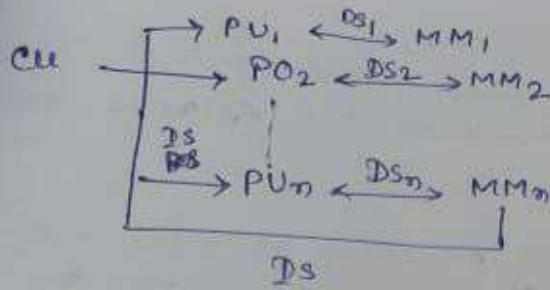 PU₁ DS₁ MM₁
CU PO₂ DS₂ MM₂
DS
PUₙ DSₙ MMₙ
DS